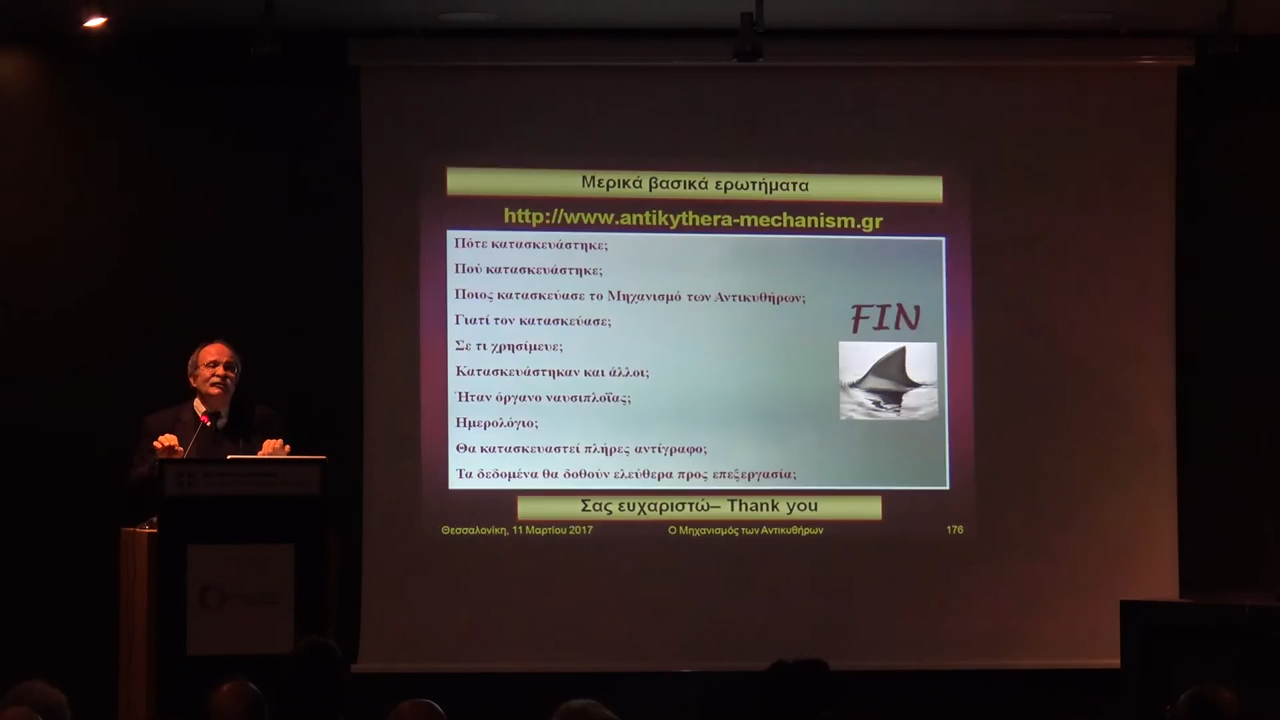 Μερικά βασικά ερωτήματα
http://www.antikythera-mechanism.gr
Πότε κατασκευάστηκε;
Πού κατασκευάστηκε;
Ποιος κατασκεύασε το Μηχανισμό των Αντικυθήρων;
Γιατί τον κατασκεύασε;
Σε τι χρησίμευε;
Κατασκευάστηκαν και άλλοι;
Ήταν όργανο ναυσιπλοΐας;
Ημερολόγιο;
Θα κατασκευαστεί πλήρες αντίγραφο;
Τα δεδομένα θα δοθούν ελεύθερα προς επεξεργασία;
FIN
Σας ευχαριστώ– Thank you
Θεσσαλονίκη, 11 Μαρτίου 2017 Ο Μηχανισμός των Αντικυθήρων 176